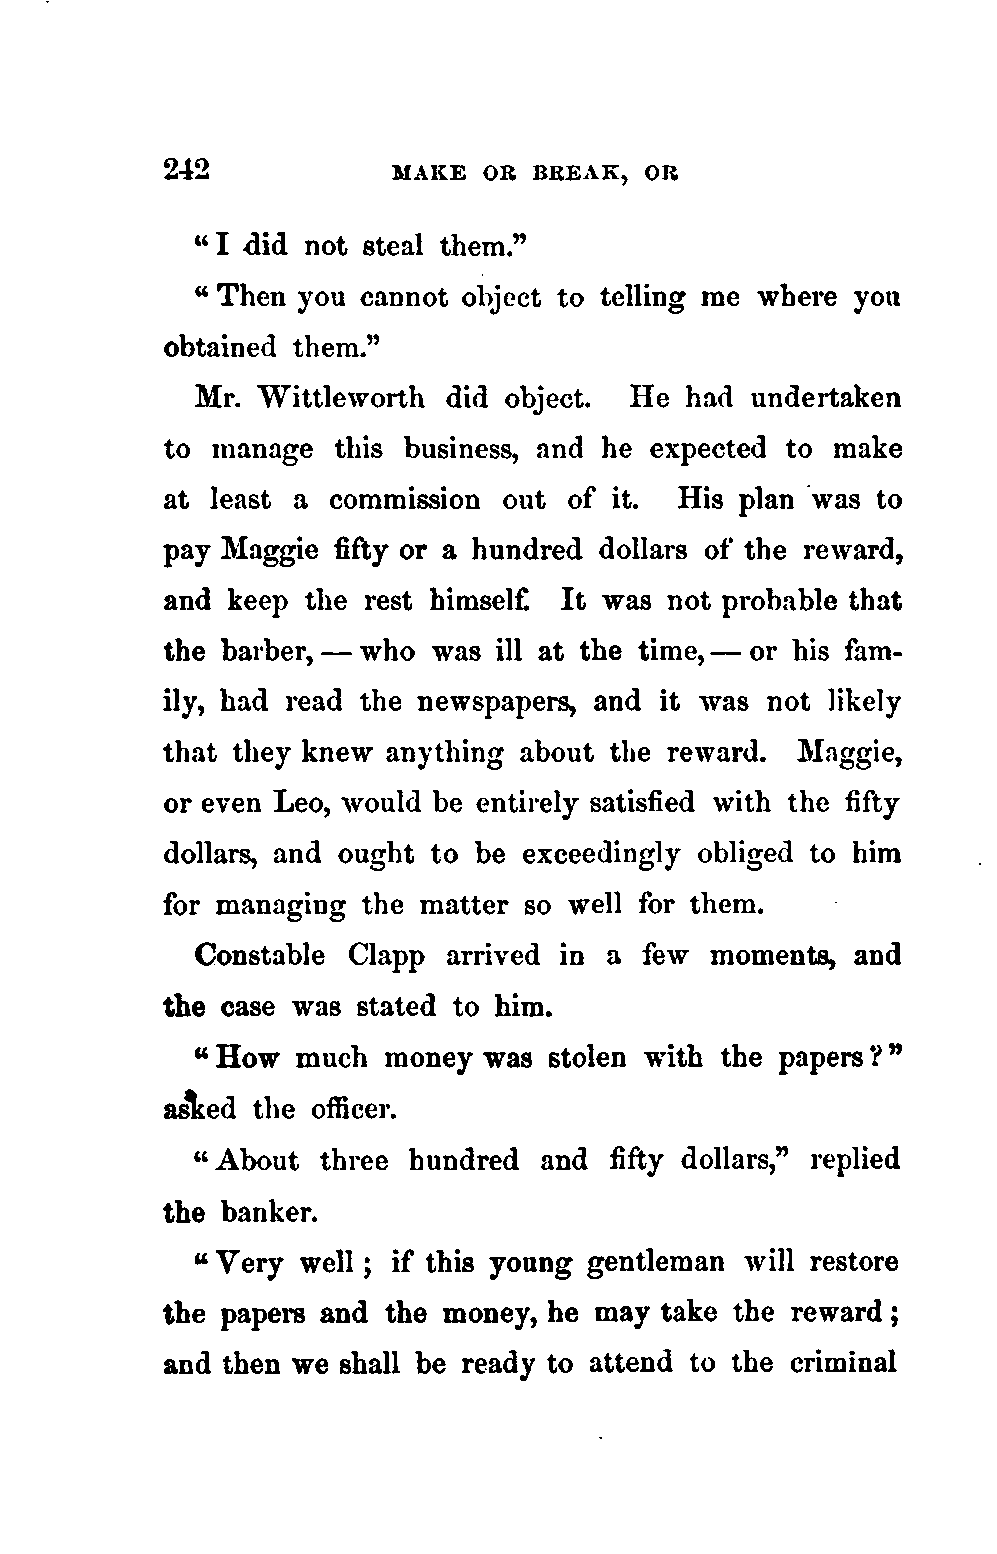 242 MAKE OR BREAK, OR
“I did not steal them.”
“Then you cannot object to telling me where you
obtained them.”
Mr. Wittleworth did object. He had undertaken
to manage this business, and he expected to make
at least a commission out of it. His plan was to
pay Maggie fifty or a hundred dollars of the reward,
and keep the rest himself. It was not probable that
the barber, — who was ill at the time, — or his fam-
ily, had read the newspapers, and it was not likely
that they knew anything about the reward. Maggie,
or even Leo, would be entirely satisfied with the fifty
dollars, and ought to be exceedingly obliged to him
for managing the matter so well for them.
Constable Clapp arrived in a few moments, and
the case was stated to him.
“How much money was stolen with the papers?”
asked the officer.
“About three hundred and fifty dollars,” replied
the banker.
“Very well; if this young gentleman will restore
the papers and the money, he may take the reward;
and then we shall be ready to attend to the criminal